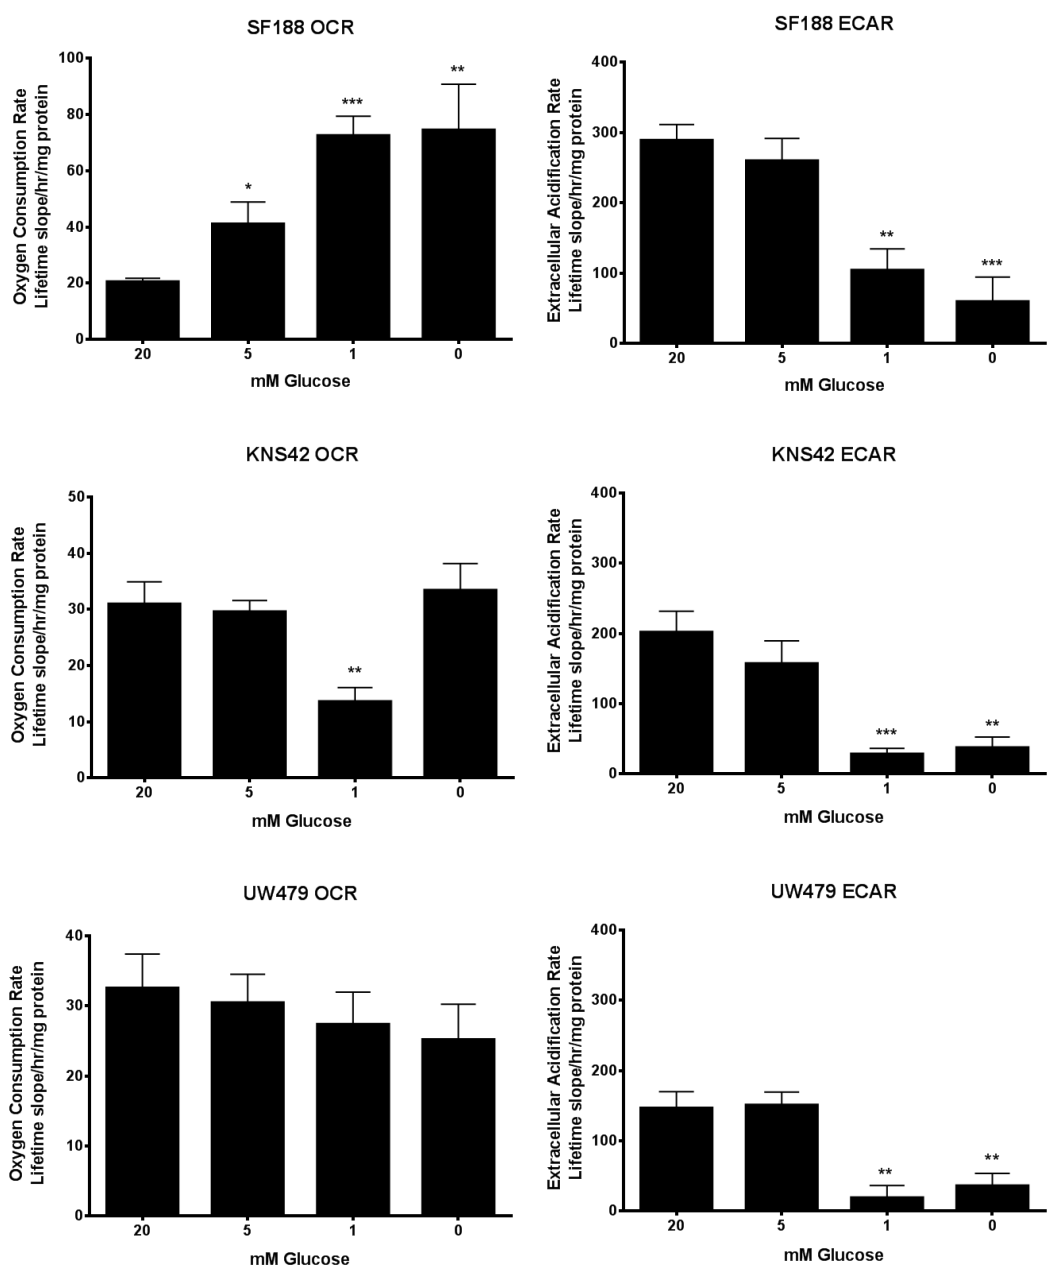 SF188 OCR
Oxygen Consumption Rate
Lifetime slope/hr/mg protein
100
80
60
40
20
0
*
***
**
20 5 1 0
mM Glucose
SF188 ECAR
Extracellular Acidification Rate
Lifetime slope/hr/mg protein
400
300
200
100
0
**
***
20 5 1 0
mM Glucose
KNS42 OCR
Oxygen Consumption Rate
Lifetime slope/hr/mg protein
50
40
30
20
10
0
**
20 5 1 0
mM Glucose
KNS42 ECAR
Extracellular Acidification Rate
Lifetime slope/hr/mg protein
400
300
200
100
0
***
**
20 5 1 0
mM Glucose
UW479 OCR
Oxygen Consumption Rate
Lifetime slope/hr/mg protein
40
30
20
10
0
20 5 1 0
mM Glucose
UW479 ECAR
Extracellular Acidification Rate
Lifetime slope/hr/mg protein
400
300
200
100
0
**
**
20 5 1 0
mM Glucose